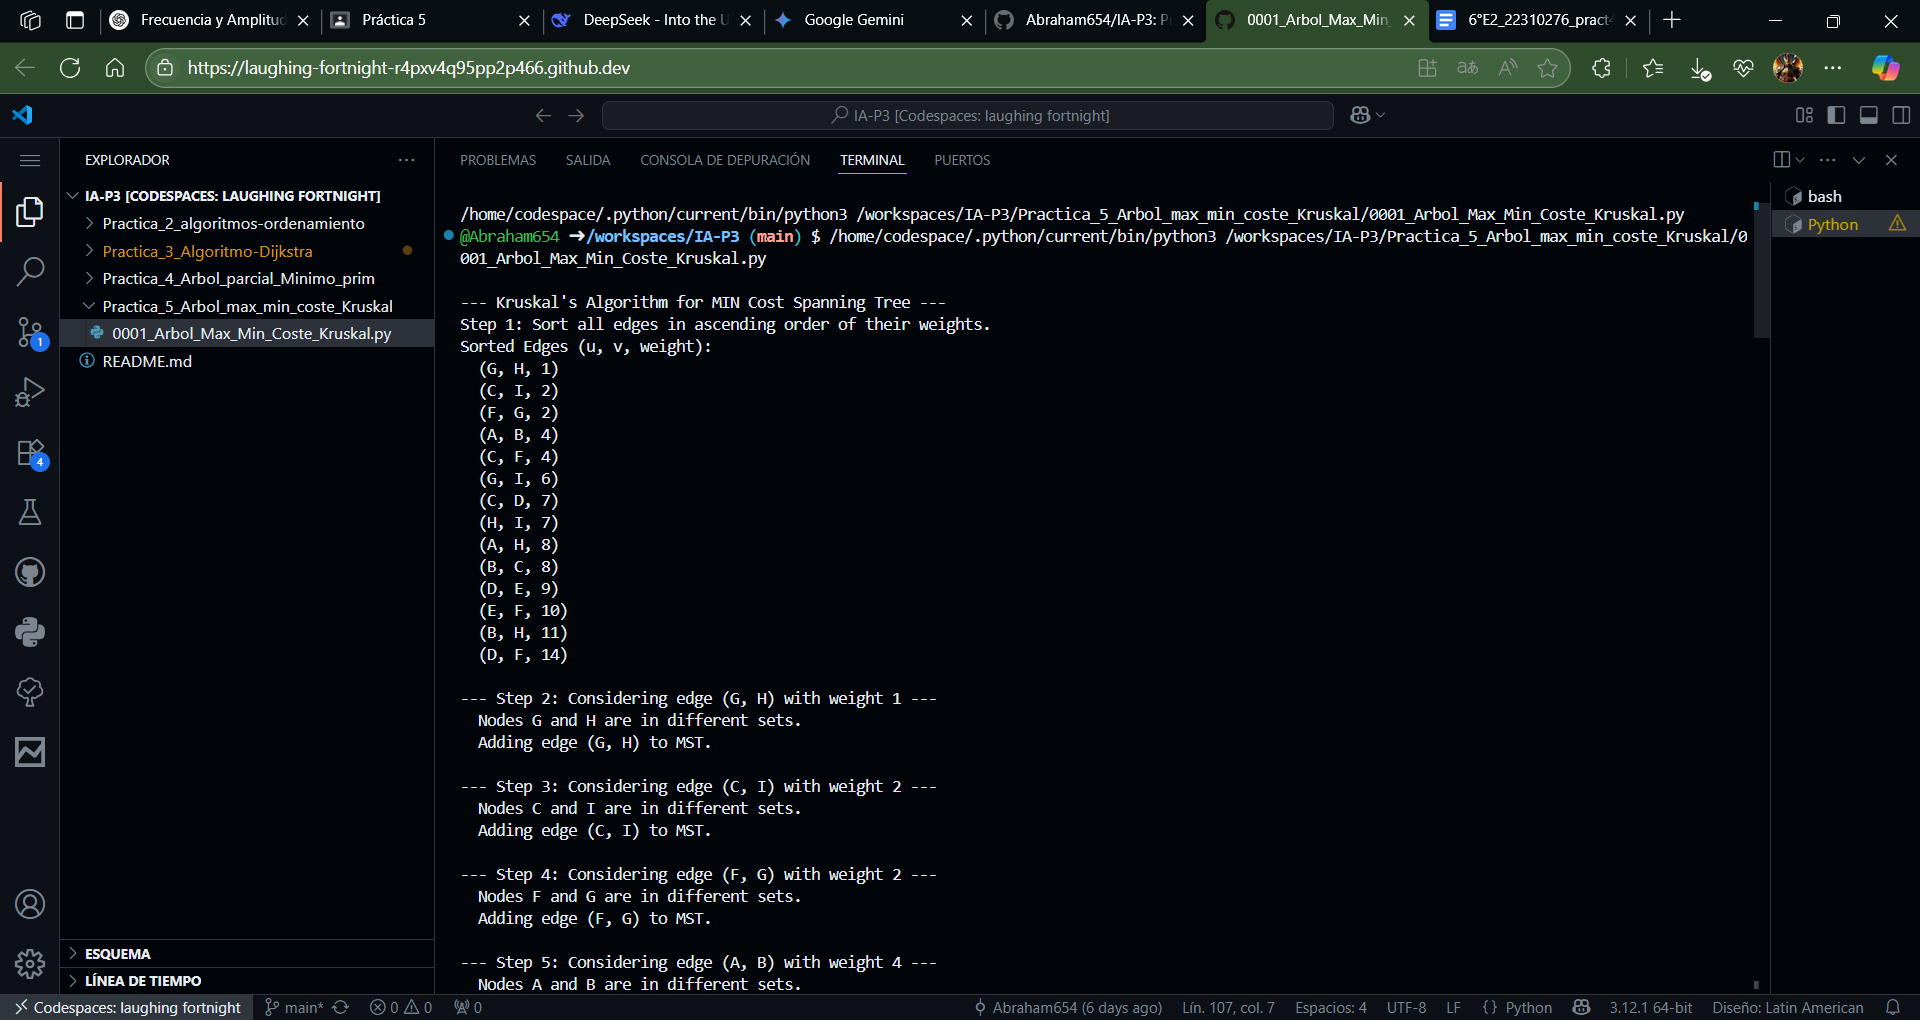 Frecuencia y Amplitud
Práctica 5
DeepSeek - Into the U
Google Gemini
Abraham654/IA-P3: P
0001_Arbol_Max_Min_
6°E2_22310276_pract4
https://laughing-fortnight-r4pxv4q95pp2p466.github.dev
IA-P3 [Codespaces: laughing fortnight]
EXPLORADOR
IA-P3 [CODESPACES: LAUGHING FORTNIGHT]
Practica_2_algoritmos-ordenamiento
Practica_3_Algoritmo-Dijkstra
Practica_4_Arbol_parcial_Minimo_prim
Practica_5_Arbol_max_min_coste_Kruskal
0001_Arbol_Max_Min_Coste_Kruskal.py
README.md
1
4
ESQUEMA
LÍNEA DE TIEMPO
PROBLEMAS SALIDA CONSOLA DE DEPURACIÓN TERMINAL PUERTOS
bash
Python
/home/codespace/.python/current/bin/python3 /workspaces/IA-P3/Practica_5_Arbol_max_min_coste_Kruskal/0001_Arbol_Max_Min_Coste_Kruskal.py
@Abraham654 ➜/workspaces/IA-P3 (main) $ /home/codespace/.python/current/bin/python3 /workspaces/IA-P3/Practica_5_Arbol_max_min_coste_Kruskal/0
001_Arbol_Max_Min_Coste_Kruskal.py
--- Kruskal's Algorithm for MIN Cost Spanning Tree ---
Step 1: Sort all edges in ascending order of their weights.
Sorted Edges (u, v, weight):
(G, H, 1)
(C, I, 2)
(F, G, 2)
(A, B, 4)
(C, F, 4)
(G, I, 6)
(C, D, 7)
(H, I, 7)
(A, H, 8)
(B, C, 8)
(D, E, 9)
(E, F, 10)
(B, H, 11)
(D, F, 14)
--- Step 2: Considering edge (G, H) with weight 1 ---
Nodes G and H are in different sets.
Adding edge (G, H) to MST.
--- Step 3: Considering edge (C, I) with weight 2 ---
Nodes C and I are in different sets.
Adding edge (C, I) to MST.
--- Step 4: Considering edge (F, G) with weight 2 ---
Nodes F and G are in different sets.
Adding edge (F, G) to MST.
--- Step 5: Considering edge (A, B) with weight 4 ---
Nodes A and B are in different sets.
Codespaces: laughing fortnight main* 0 0 0 Abraham654 (6 days ago) Lín. 107, col. 7 Espacios: 4 UTF-8 LF {} Python 3.12.1 64-bit Diseño: Latin American